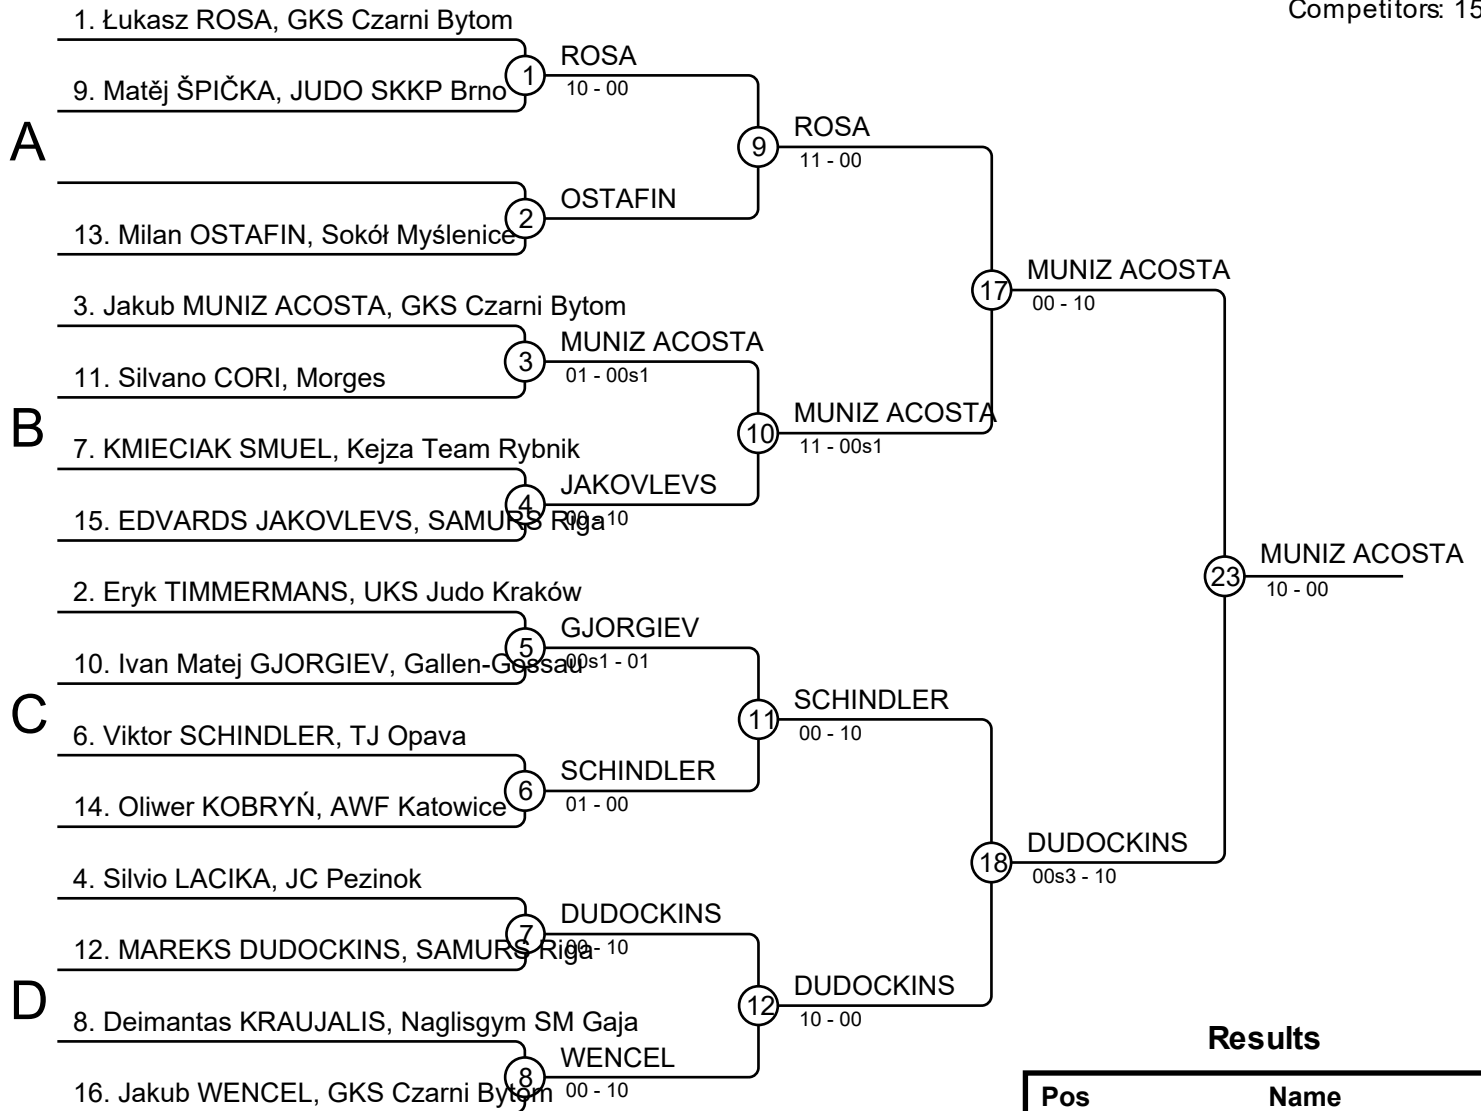 Competitors: 15
1. Łukasz ROSA, GKS Czarni Bytom
9. Matěj ŠPIČKA, JUDO SKKP Brno
1
ROSA
10 - 00
A
9
ROSA
11 - 00
13. Milan OSTAFIN, Sokół Myślenice
2
OSTAFIN
3. Jakub MUNIZ ACOSTA, GKS Czarni Bytom
11. Silvano CORI, Morges
3
MUNIZ ACOSTA
01 - 00s1
17
MUNIZ ACOSTA
00 - 10
B
10
MUNIZ ACOSTA
11 - 00s1
7. KMIECIAK SMUEL, Kejza Team Rybnik
15. EDVARDS JAKOVLEVS, SAMURS Riga
4
JAKOVLEVS
00 - 10
23
MUNIZ ACOSTA
10 - 00
2. Eryk TIMMERMANS, UKS Judo Kraków
10. Ivan Matej GJORGIEV, Gallen-Gossau
5
GJORGIEV
00s1 - 01
C
11
SCHINDLER
00 - 10
6. Viktor SCHINDLER, TJ Opava
14. Oliwer KOBRYŃ, AWF Katowice
6
SCHINDLER
01 - 00
18
DUDOCKINS
00s3 - 10
4. Silvio LACIKA, JC Pezinok
12. MAREKS DUDOCKINS, SAMURS Riga
7
DUDOCKINS
00 - 10
D
12
DUDOCKINS
10 - 00
8. Deimantas KRAUJALIS, Naglisgym SM Gaja
16. Jakub WENCEL, GKS Czarni Bytom
8
WENCEL
00 - 10
Results
Pos Name